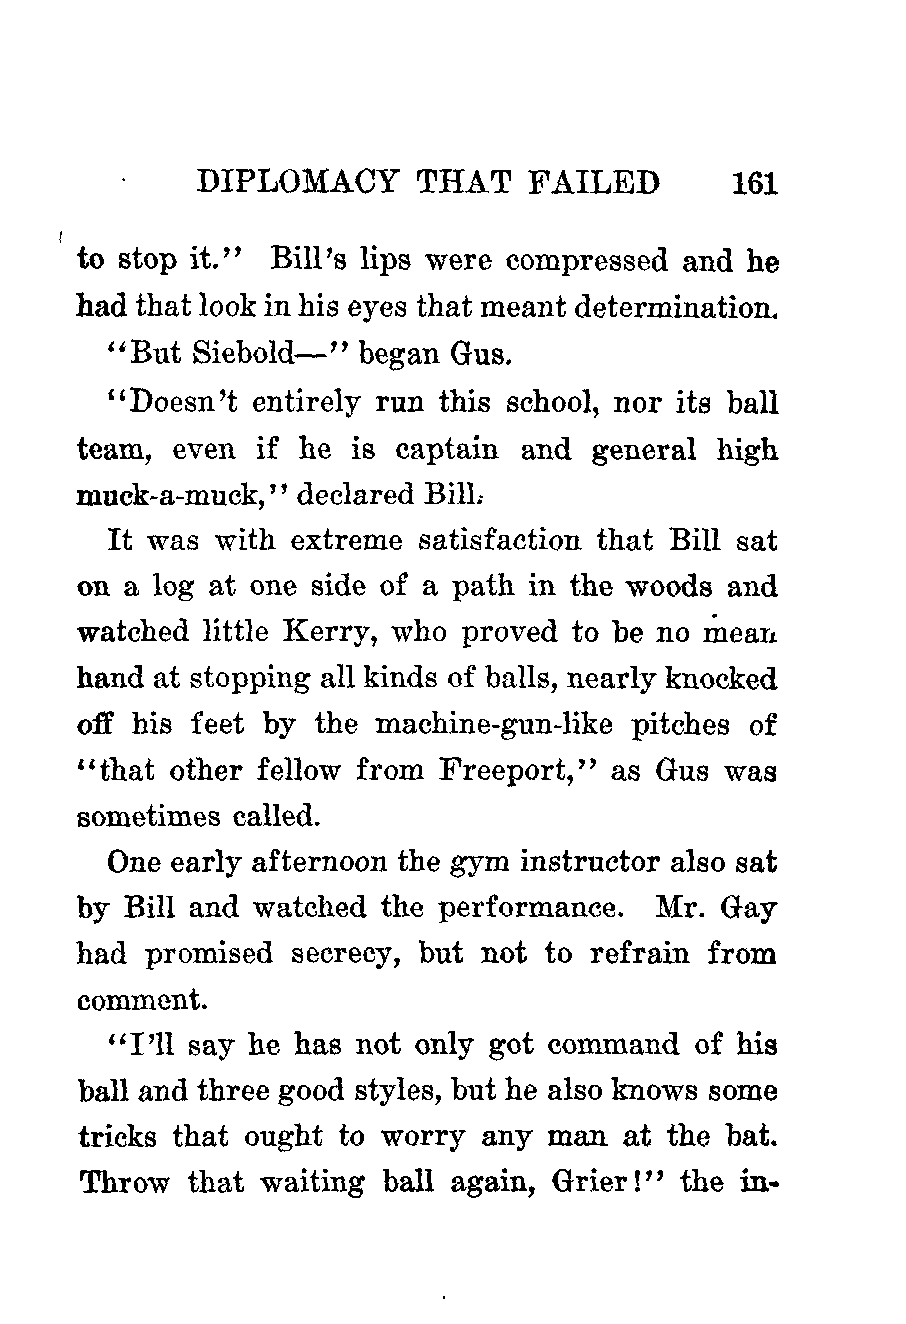 DIPLOMACY THAT FAILED 161
to stop it." Bill's lips were compressed and he
had that look in his eyes that meant determination.
"But Siebold—" began Gus.
"Doesn't entirely run this school, nor its ball
team, even if he is captain and general high
muck-a-muck," declared Bill.
It was with extreme satisfaction that Bill sat
on a log at one side of a path in the woods and
watched little Kerry, who proved to be no mean
hand at stopping all kinds of balls, nearly knocked
off his feet by the machine-gun-like pitches of
"that other fellow from Freeport," as Gus was
sometimes called.
One early afternoon the gym instructor also sat
by Bill and watched the performance. Mr. Gay
had promised secrecy, but not to refrain from
comment.
"I'll say he has not only got command of his
ball and three good styles, but he also knows some
tricks that ought to worry any man at the bat.
Throw that waiting ball again, Grier!" the in-